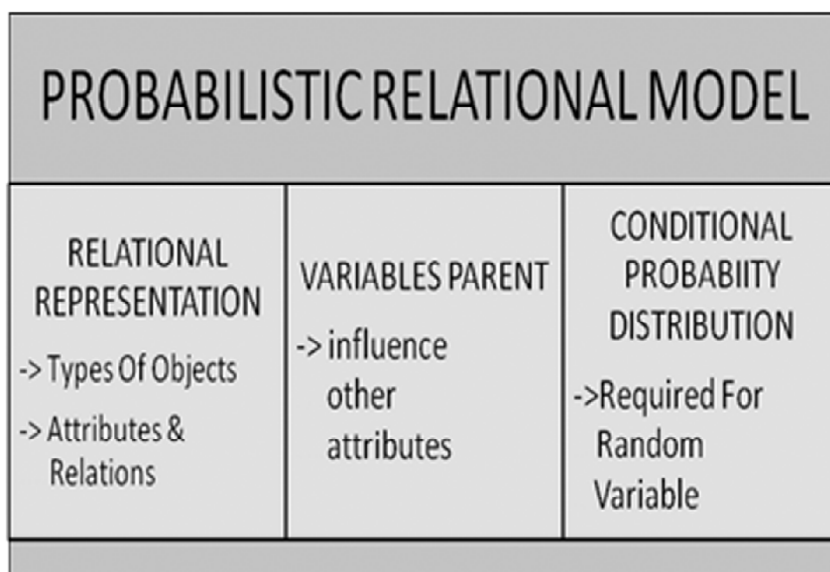 PROBABILISTIC RELATIONAL MODEL
RELATIONAL
REPRESENTATION
-> Types Of Objects
-> Attributes &
Relations
VARIABLES PARENT
-> influence
other
attributes
CONDITIONAL
PROBABIITY
DISTRIBUTION
->Required For
Random
Variable